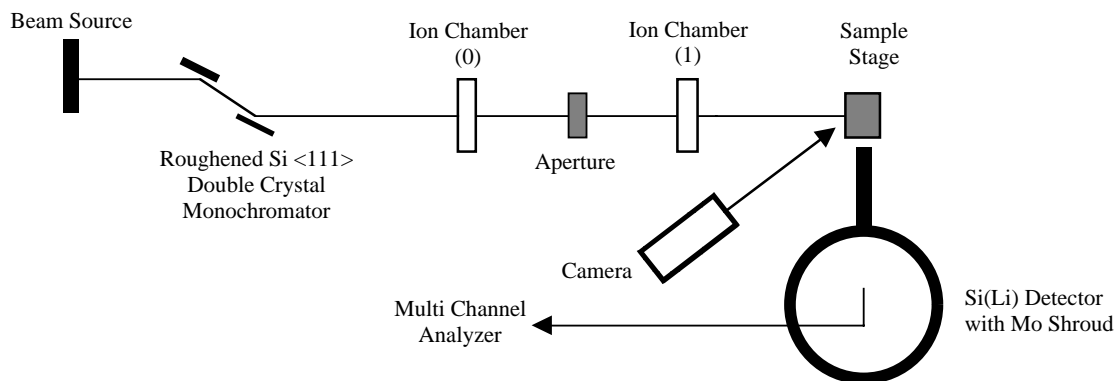 Beam Source
Ion Chamber
(0)
Ion Chamber
(1)
Sample
Stage
Roughened Si <111>
Double Crystal
Monochromator
Aperture
Camera
Multi Channel
Analyzer
Si(Li) Detector
with Mo Shroud